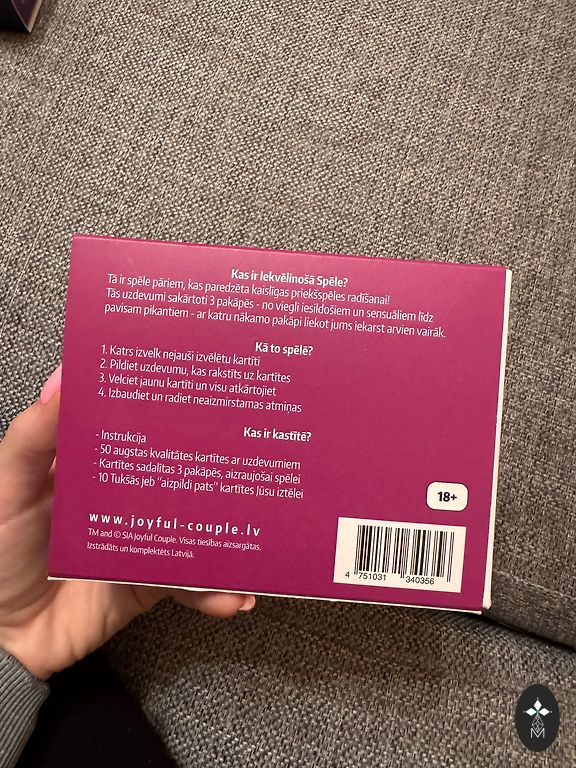 Kas ir Iekvēlinošā Spēle?
Tā ir spēle pāriem, kas paredzēta kaislīgas priekšspēles radīšanai!
Tās uzdevumi sakārtoti 3 pakāpēs - no viegli iesildošiem un sensuāliem līdz
pavisam pikantiem - ar katru nākamo pakāpi liekot jums iekarst arvien vairāk.
Kā to spēlē?
1. Katrs izvelk nejauši izvēlētu kartīti
2. Pildiet uzdevumu, kas rakstīts uz kartītes
3. Velciet jaunu kartīti un visu atkārtojiet
4. Izbaudiet un radiet neaizmirstamas atmiņas
Kas ir kastītē?
- Instrukcija
- 50 augstas kvalitātes kartītes ar uzdevumiem
- Kartītes sadalītas 3 pakāpēs, aizraujošai spēlei
- 10 Tukšās jeb "aizpildi pats" kartītes Jūsu iztēlei
18+
www.joyful-couple.lv
TM and © SIA Joyful Couple. Visas tiesības aizsargātas.
Izstrādāts un komplektēts Latvijā.
4 751031 340356
M